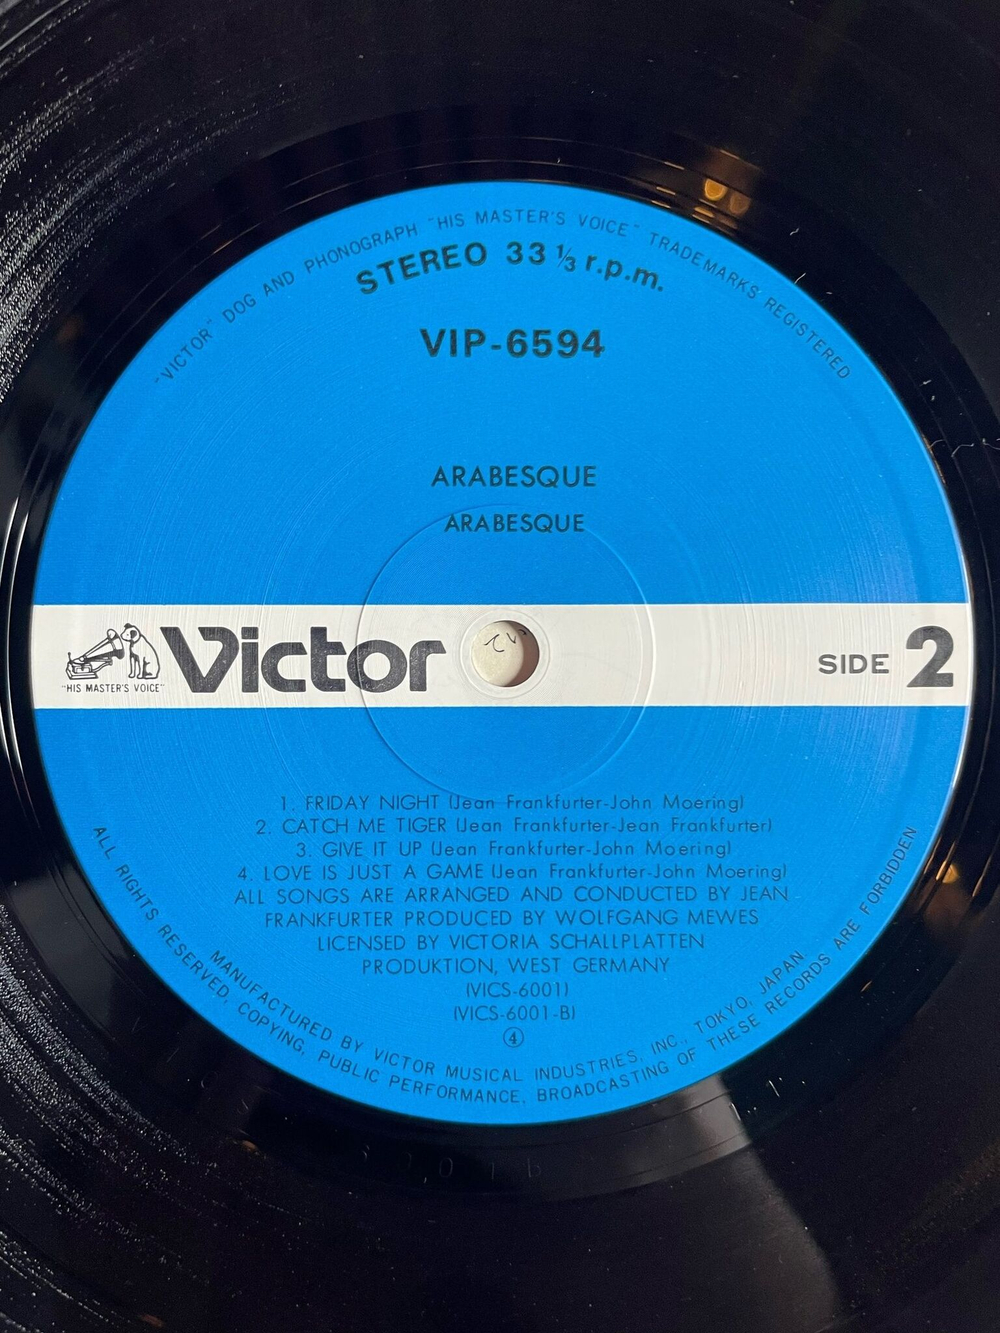 "VICTOR" DOG AND PHONOGRAPH "HIS MASTER'S VOICE" TRADEMARKS REGISTERED
STEREO 33 ⅓ r.p.m.
VIP-6594
ARABESQUE
ARABESQUE
"HIS MASTER'S VOICE"
Victor
SIDE 2
1. FRIDAY NIGHT (Jean Frankfurter-John Moering)
2. CATCH ME TIGER (Jean Frankfurter-Jean Frankfurter)
3. GIVE IT UP (Jean Frankfurter-John Moering)
4. LOVE IS JUST A GAME (Jean Frankfurter-John Moering)
ALL SONGS ARE ARRANGED AND CONDUCTED BY JEAN
FRANKFURTER PRODUCED BY WOLFGANG MEWES
LICENSED BY VICTORIA SCHALLPLATTEN
PRODUKTION, WEST GERMANY
(VICS-6001)
(VICS-6001-B)
④
MANUFACTURED BY VICTOR MUSICAL INDUSTRIES, INC., TOKYO, JAPAN
ALL RIGHTS RESERVED, COPYING, PUBLIC PERFORMANCE, BROADCASTING OF THESE RECORDS ARE FORBIDDEN